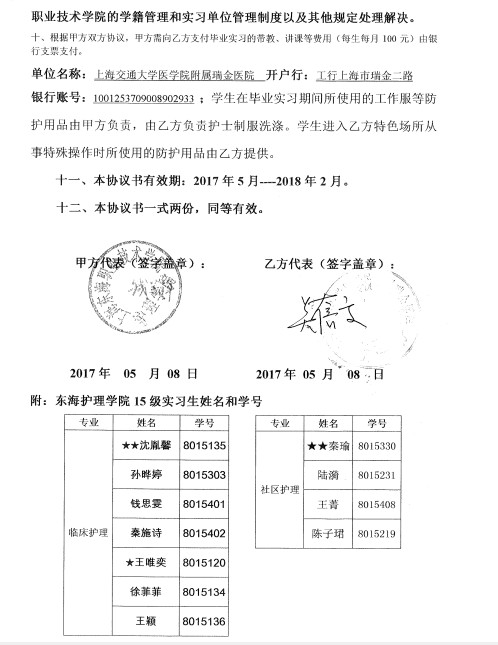 职业技术学院的学籍管理和实习单位管理制度以及其他规定处理解决。
十、根据甲方双方协议，甲方需向乙方支付毕业实习的带教、讲课等费用（每生每月 100 元）由银
行支票支付。
单位名称：上海交通大学医学院附属瑞金医院 开户行：工行上海市瑞金二路
银行账号：1001253709008902933；学生在毕业实习期间所使用的工作服等防
护用品由甲方负责，由乙方负责护士制服洗涤。学生进入乙方特色场所从
事特殊操作时所使用的防护用品由乙方提供。
十一、本协议书有效期：2017 年 5 月----2018 年 2 月。
十二、本协议书一式两份，同等有效。
甲方代表（签字盖章）： 乙方代表（签字盖章）：
2017 年 05 月 08 日 2017 年 05 月 08 日
附：东海护理学院 15 级实习生姓名和学号
专业 姓名 学号
临床护理
★★沈胤馨 8015135
孙晔婷 8015303
钱思雯 8015401
秦施诗 8015402
★王唯奕 8015120
徐菲菲 8015134
王颖 8015136
专业 姓名 学号
社区护理
★★秦瑜 8015330
陆漪 8015231
王菁 8015408
陈子珺 8015219